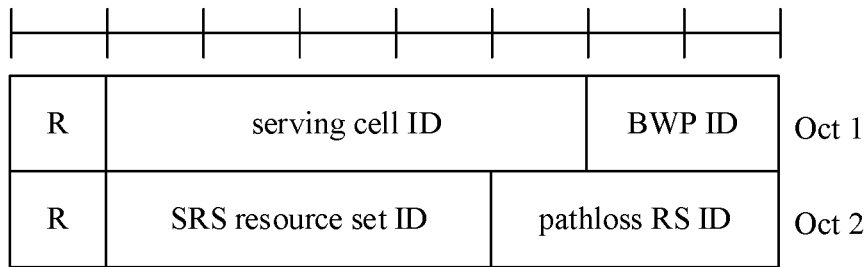 R serving cell ID BWP ID Oct 1
R SRS resource set ID pathloss RS ID Oct 2